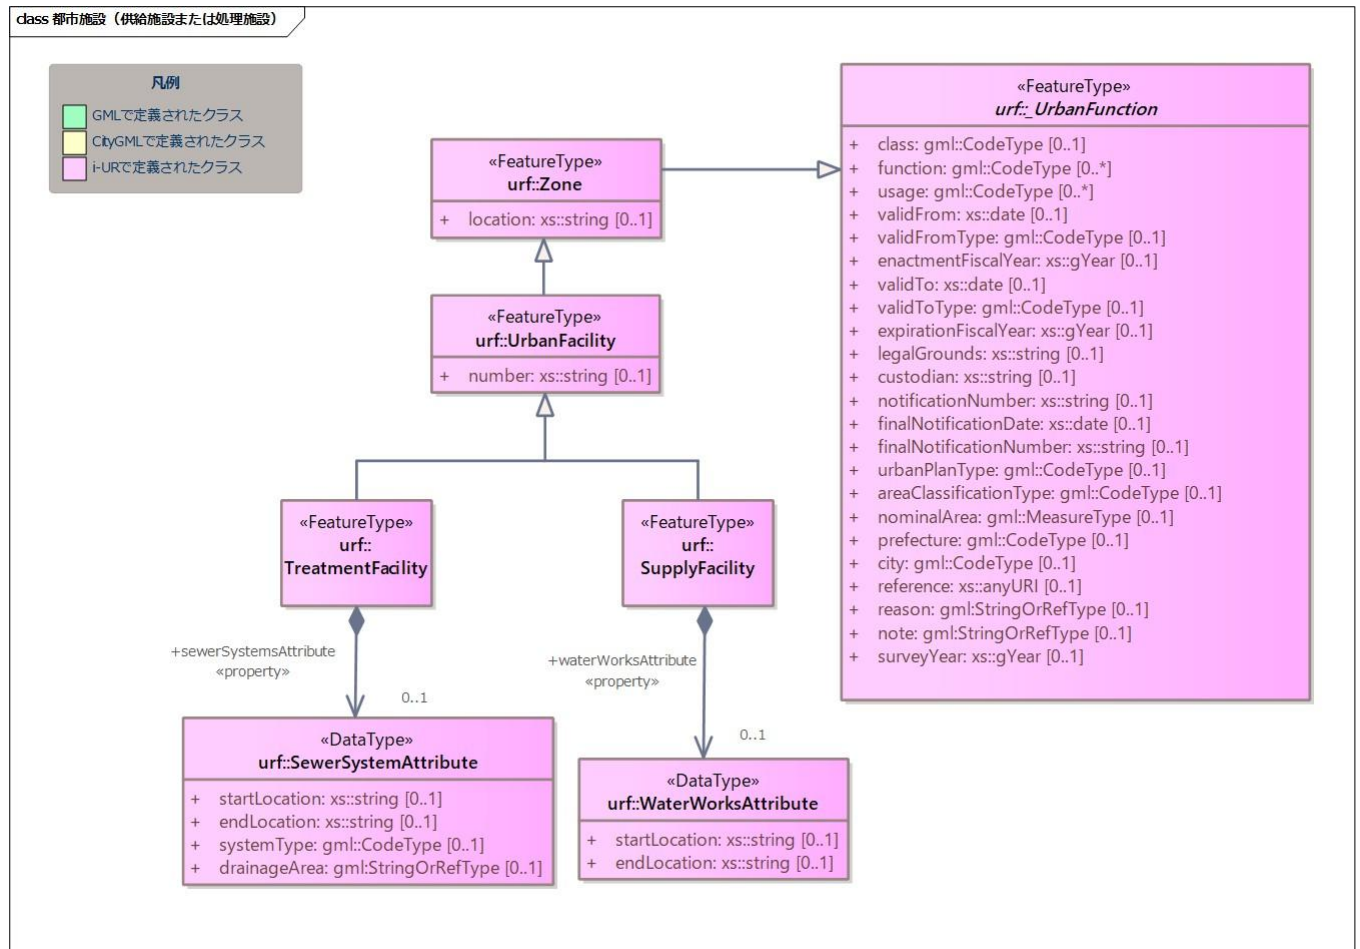 class 都市施設（供給施設または処理施設）
凡例
GMLで定義されたクラス
CityGMLで定義されたクラス
i-URで定義されたクラス
«FeatureType»
urf::_UrbanFunction
+ class: gml::CodeType [0..1]
+ function: gml::CodeType [0..*]
+ usage: gml::CodeType [0..*]
+ validFrom: xs::date [0..1]
+ validFromType: gml::CodeType [0..1]
+ enactmentFiscalYear: xs::gYear [0..1]
+ validTo: xs::date [0..1]
+ validToType: gml::CodeType [0..1]
+ expirationFiscalYear: xs::gYear [0..1]
+ legalGrounds: xs::string [0..1]
+ custodian: xs::string [0..1]
+ notificationNumber: xs::string [0..1]
+ finalNotificationDate: xs::date [0..1]
+ finalNotificationNumber: xs::string [0..1]
+ urbanPlanType: gml::CodeType [0..1]
+ areaClassificationType: gml::CodeType [0..1]
+ nominalArea: gml::MeasureType [0..1]
+ prefecture: gml::CodeType [0..1]
+ city: gml::CodeType [0..1]
+ reference: xs::anyURI [0..1]
+ reason: gml:StringOrRefType [0..1]
+ note: gml:StringOrRefType [0..1]
+ surveyYear: xs::gYear [0..1]
«FeatureType»
urf::Zone
+ location: xs::string [0..1]
«FeatureType»
urf::UrbanFacility
+ number: xs::string [0..1]
«FeatureType»
urf::
TreatmentFacility
«FeatureType»
urf::
SupplyFacility
+sewerSystemsAttribute
«property»
0..1
+waterWorksAttribute
«property»
0..1
«DataType»
urf::SewerSystemAttribute
+ startLocation: xs::string [0..1]
+ endLocation: xs::string [0..1]
+ systemType: gml::CodeType [0..1]
+ drainageArea: gml:StringOrRefType [0..1]
«DataType»
urf::WaterWorksAttribute
+ startLocation: xs::string [0..1]
+ endLocation: xs::string [0..1]